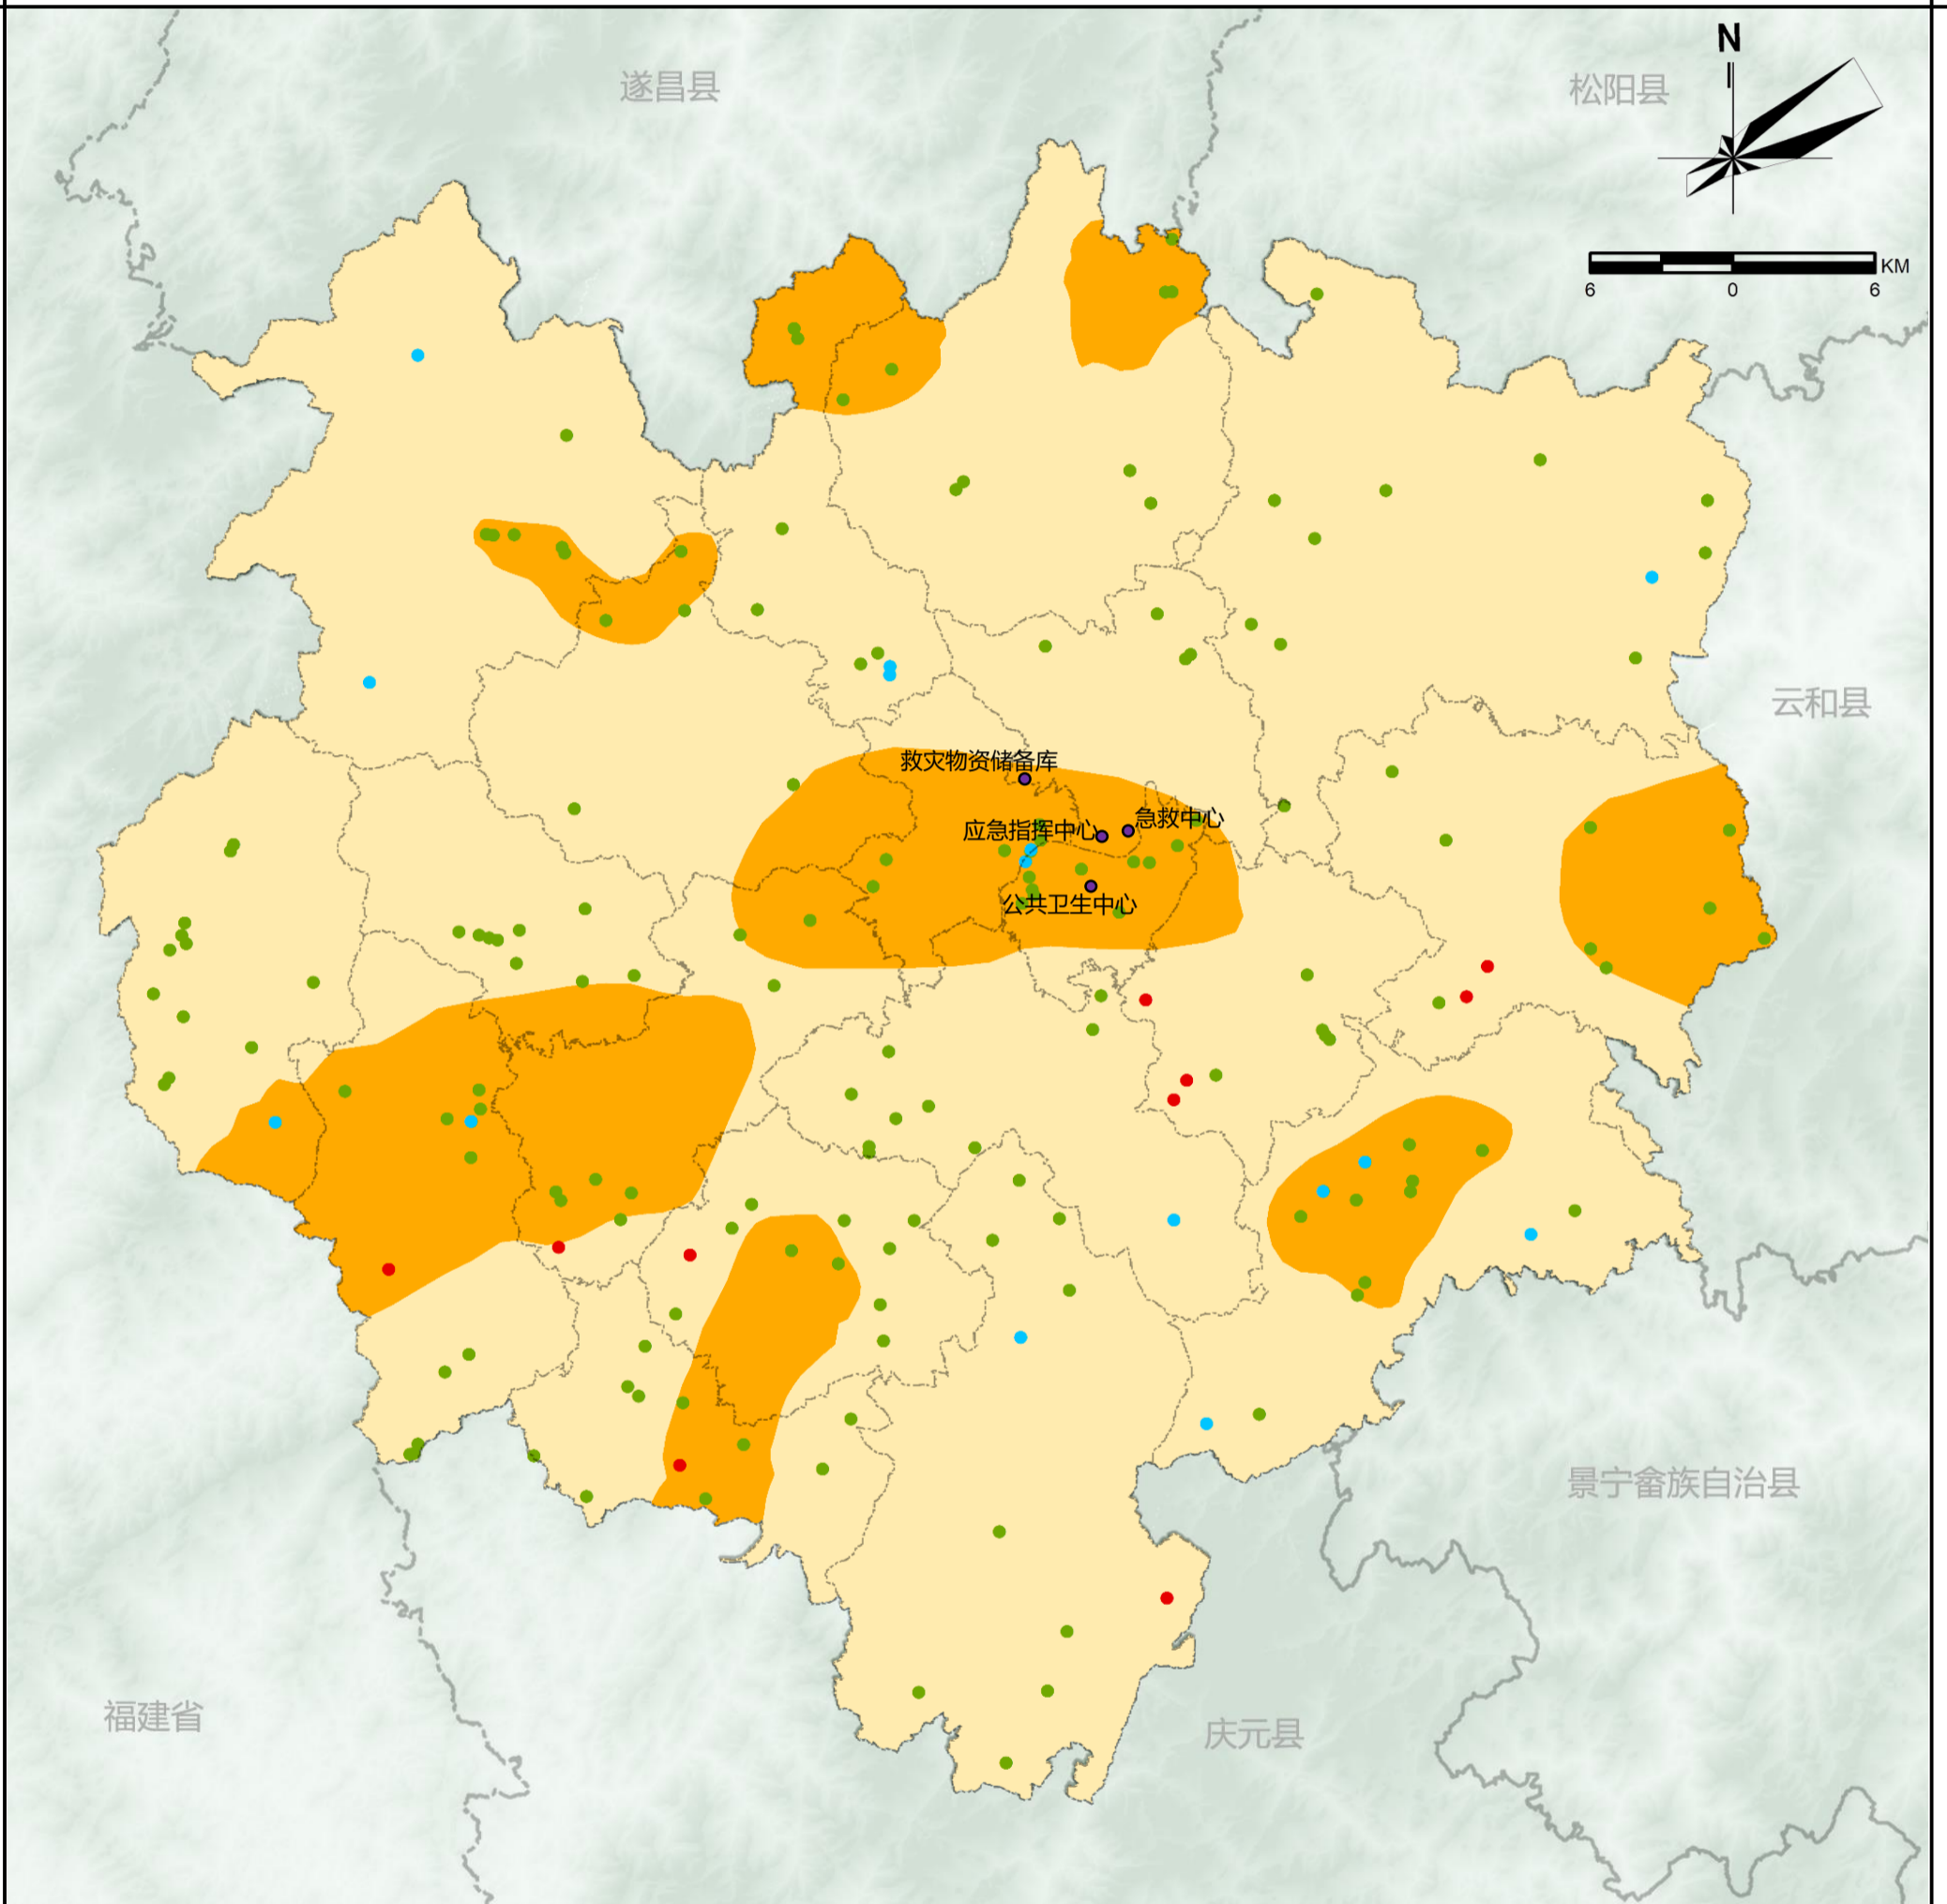 N
遂昌县
松阳县
KM
6 0 6
云和县
救灾物资储备库
急救中心
应急指挥中心
公共卫生中心
景宁畲族自治县
福建省
庆元县